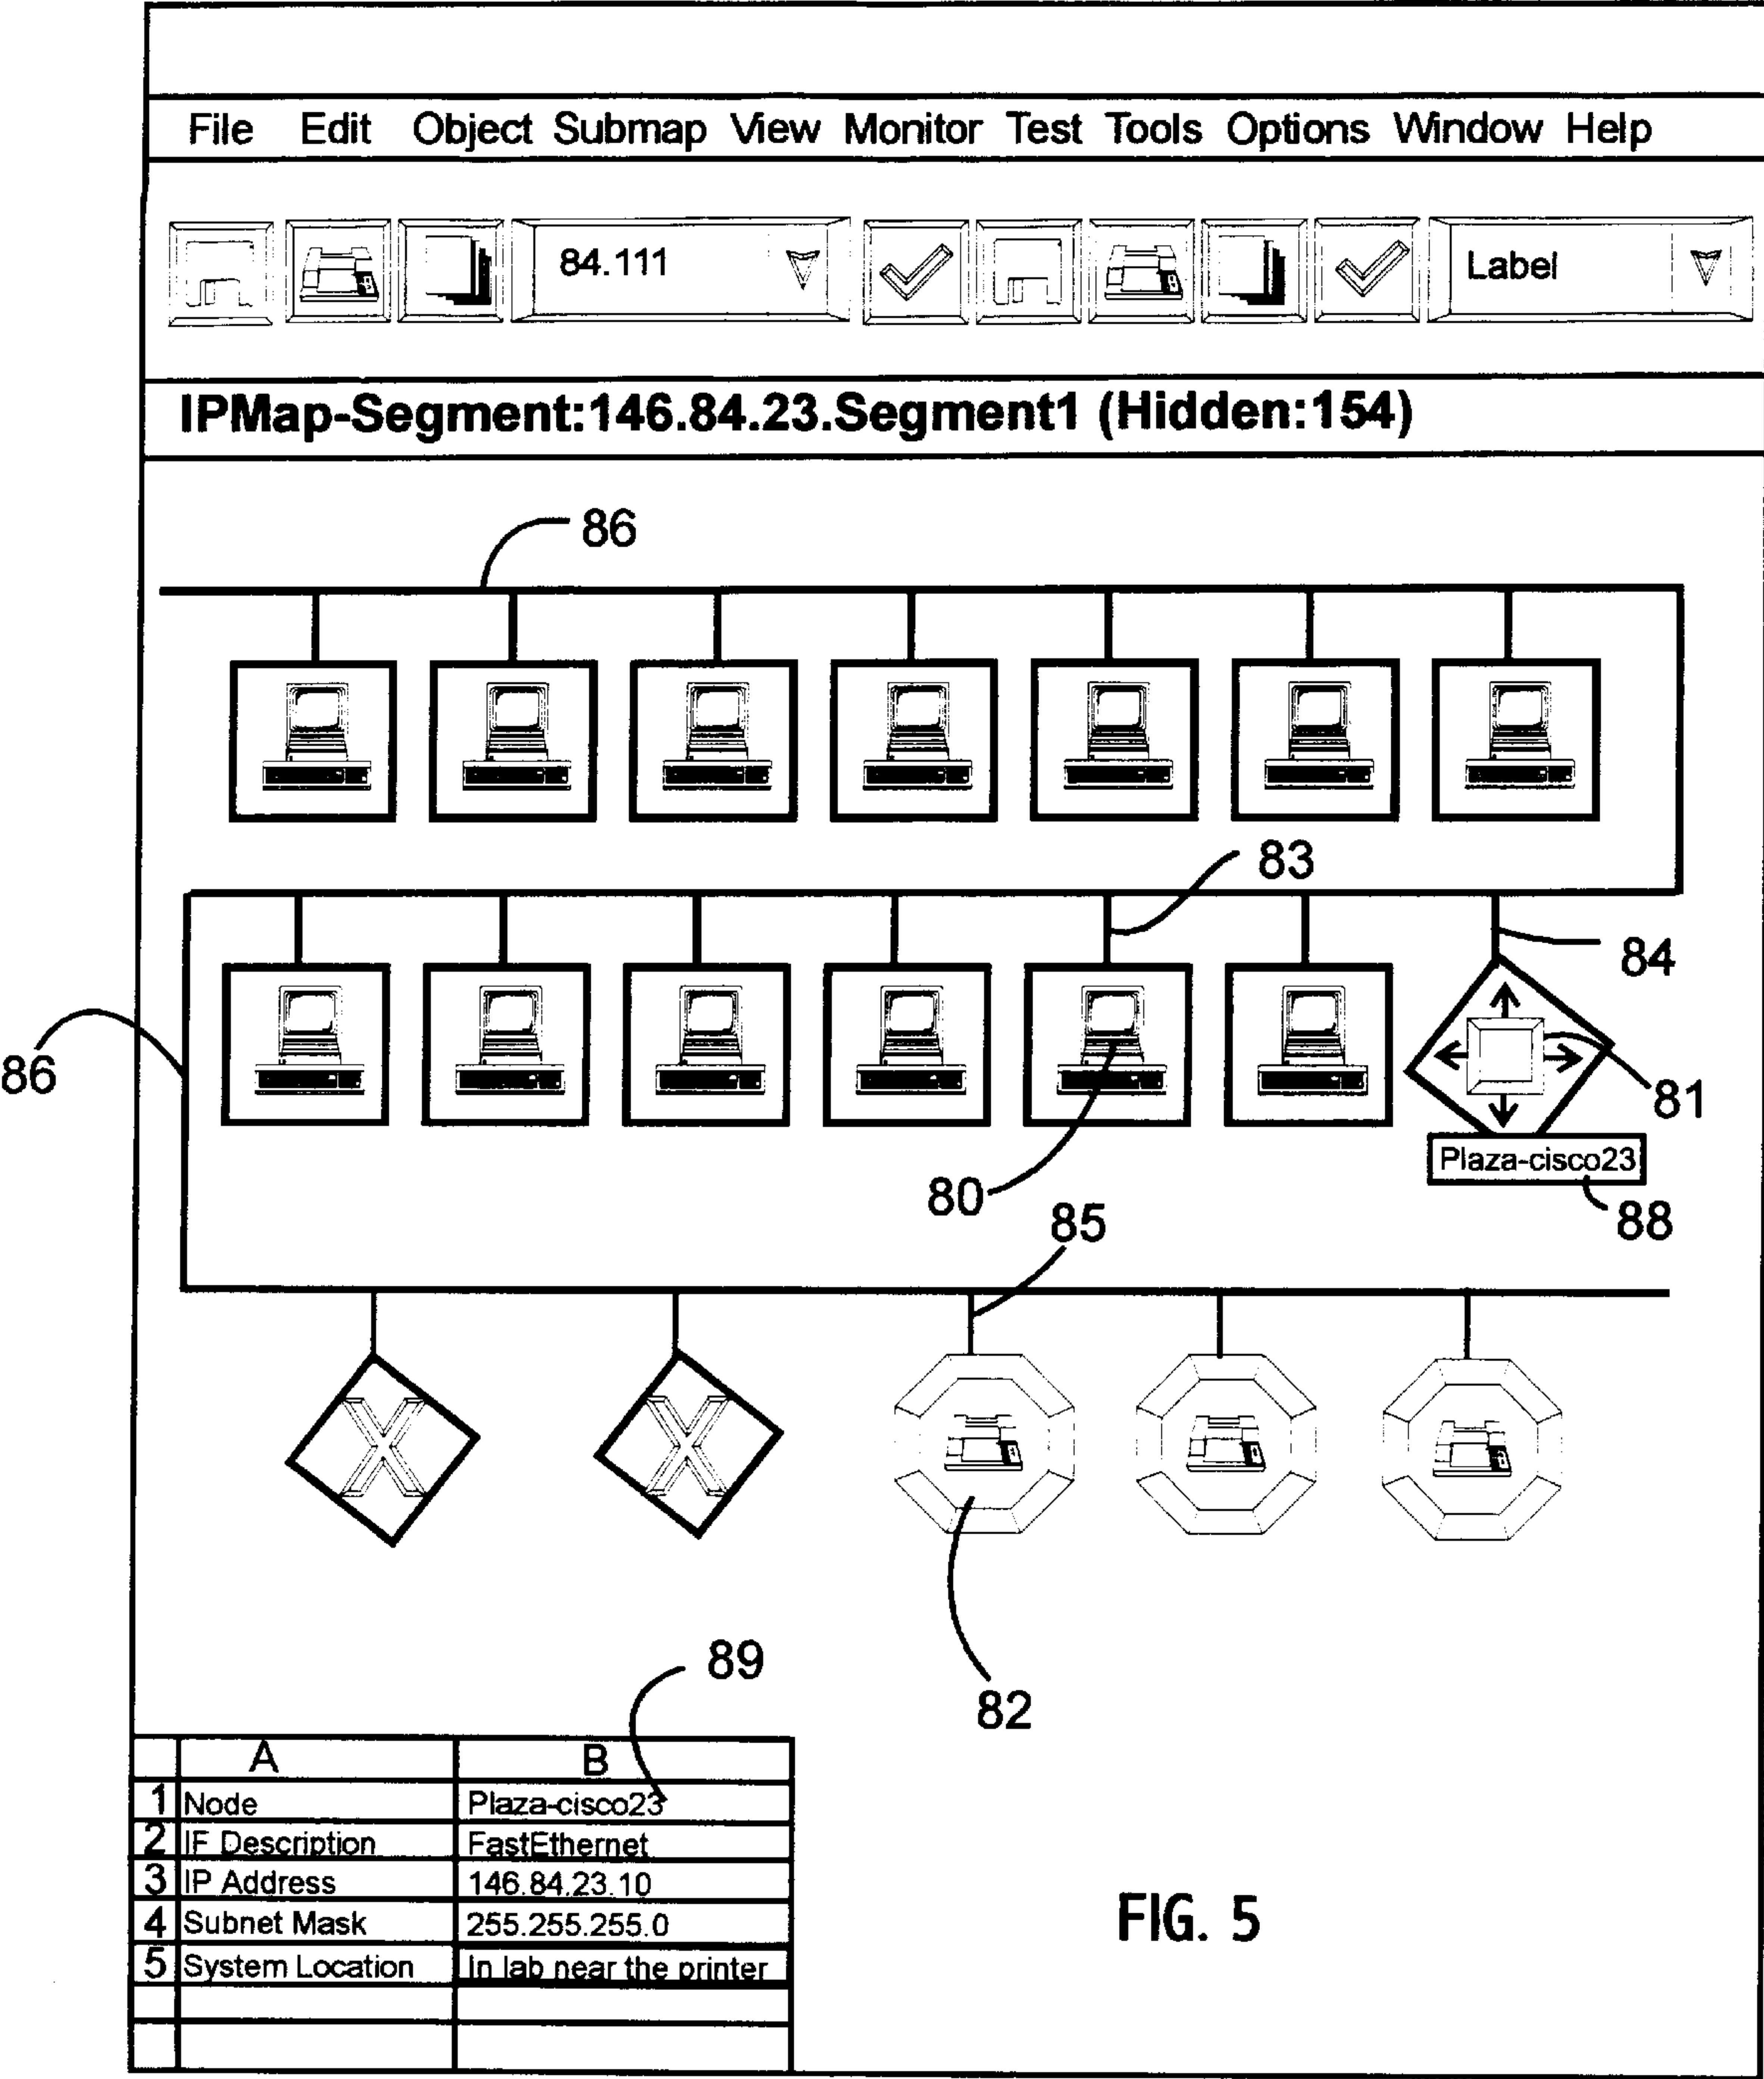 File Edit Object Submap View Monitor Test Tools Options Window Help
84.111 Label
IPMap-Segment:146.84.23.Segment1 (Hidden:154)
86
83
84
86
81
Plaza-cisco23
80
88
85
X X
89
82
A B
1 Node Plaza-cisco23
2 IF Description FastEthernet
3 IP Address 146.84.23.10
4 Subnet Mask 255.255.255.0
5 System Location In lab near the printer
FIG. 5